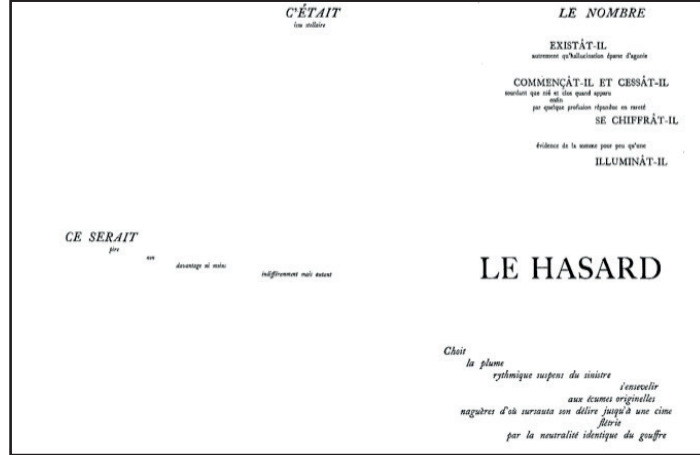 C'ÉTAIT
issu stellaire
LE NOMBRE
EXISTÂT-IL
autrement qu'hallucination éparse d'agonie
COMMENÇÂT-IL ET CESSÂT-IL
sourdant que nié et clos quand apparu
enfin
par quelque profusion répandue en rareté
SE CHIFFRÂT-IL
évidence de la somme pour peu qu'une
ILLUMINÂT-IL
CE SERAIT
pire
non
davantage ni moins
indifféremment mais autant
LE HASARD
Choit
la plume
rythmique suspens du sinistre
s'ensevelir
aux écumes originelles
naguères d'où sursauta son délire jusqu'à une cime
flétrie
par la neutralité identique du gouffre